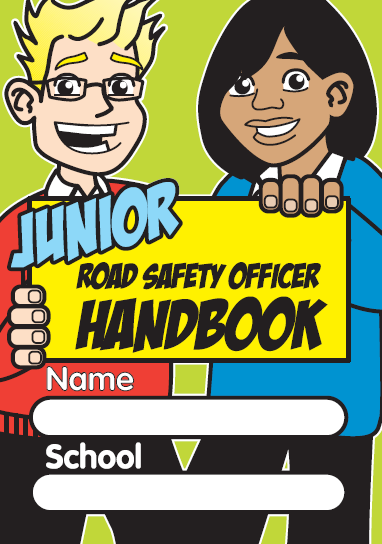 JUNIOR
ROAD SAFETY OFFICER
HANDBOOK
Name
School